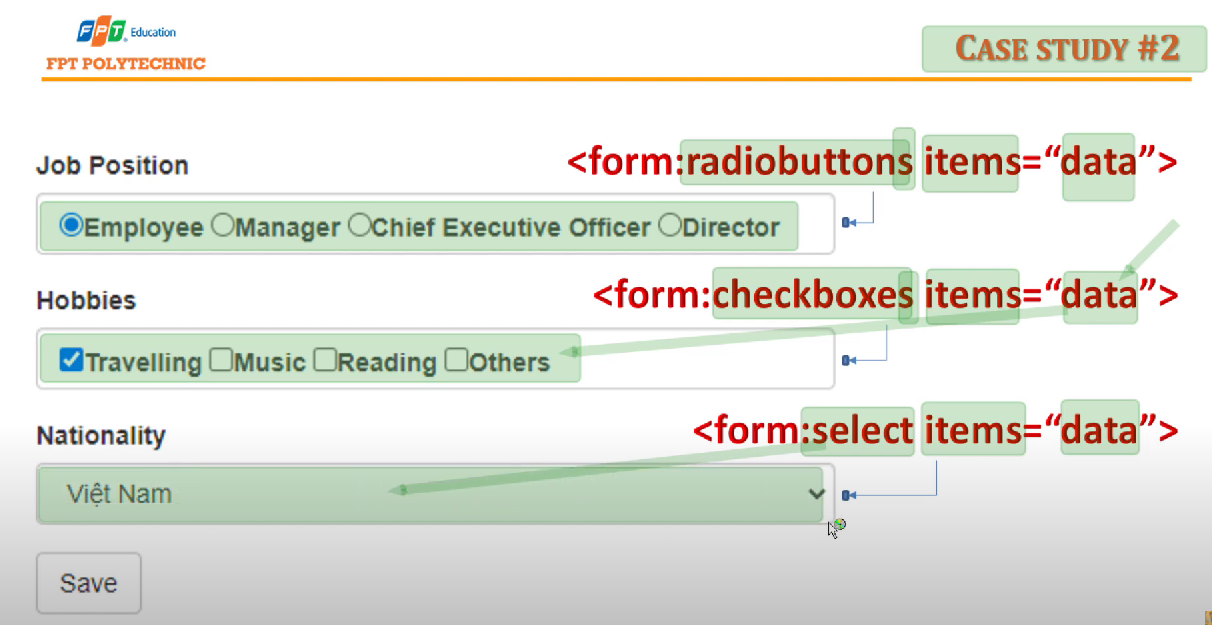 FPT Education
FPT POLYTECHNIC
CASE STUDY #2
Job Position
<form:radiobuttons items=“data”>
Employee Manager Chief Executive Officer Director
Hobbies
<form:checkboxes items=“data”>
Travelling Music Reading Others
Nationality
<form:select items=“data”>
Việt Nam
Save